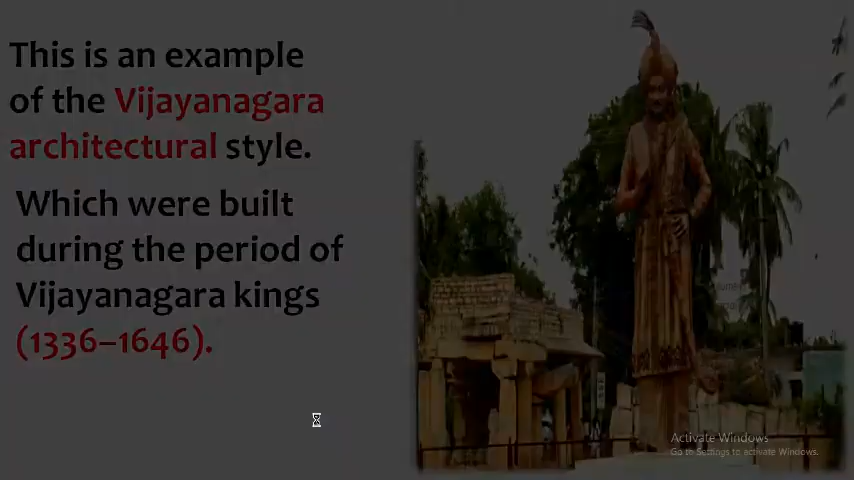 This is an example
of the Vijayanagara
architectural style.
Which were built
during the period of
Vijayanagara kings
(1336–1646).
Activate Windows
Go to Settings to activate Windows.